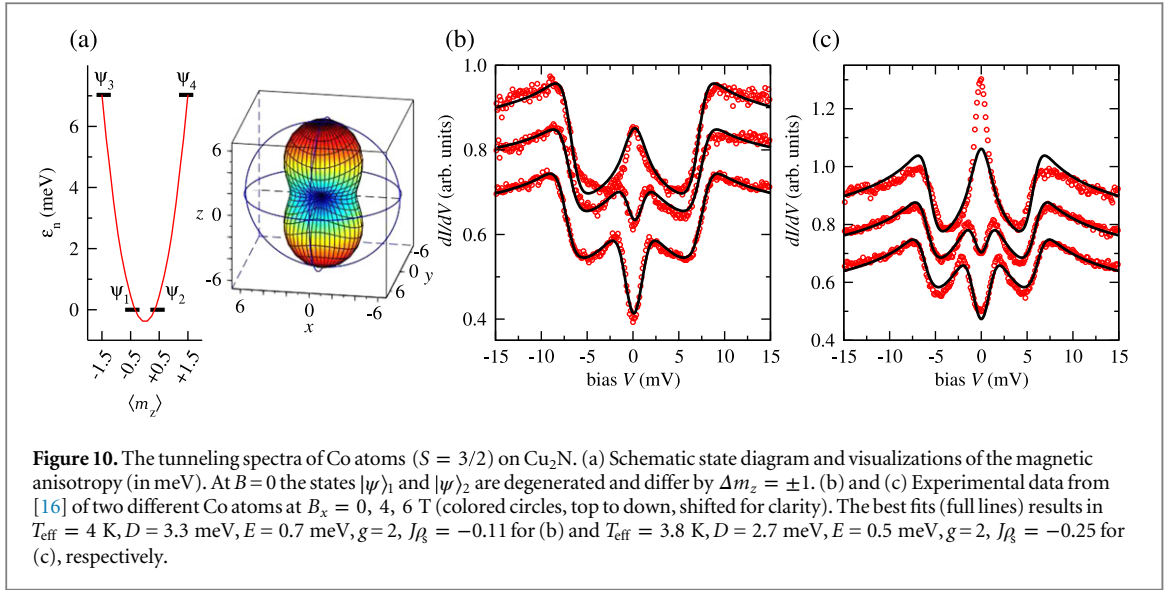 (a)
(b)
(c)
ψ3
ψ4
ψ1
ψ2
6
4
2
0
εn (meV)
-1.5
-0.5
+0.5
+1.5
⟨mz⟩
6
z
0
-6
6
0
-6
x
-6
0
y
6
1.0
0.8
0.6
0.4
dI/dV (arb. units)
-15
-10
-5
0
5
10
15
bias V (mV)
1.2
1.0
0.8
0.6
0.4
dI/dV (arb. units)
-15
-10
-5
0
5
10
15
bias V (mV)
Figure 10. The tunneling spectra of Co atoms (S = 3/2) on Cu2N. (a) Schematic state diagram and visualizations of the magnetic
anisotropy (in meV). At B = 0 the states |ψ⟩1 and |ψ⟩2 are degenerated and differ by Δmz = ±1. (b) and (c) Experimental data from
[16] of two different Co atoms at Bx = 0, 4, 6 T (colored circles, top to down, shifted for clarity). The best fits (full lines) results in
Teff = 4 K, D = 3.3 meV, E = 0.7 meV, g = 2, Jρs = −0.11 for (b) and Teff = 3.8 K, D = 2.7 meV, E = 0.5 meV, g = 2, Jρs = −0.25 for
(c), respectively.